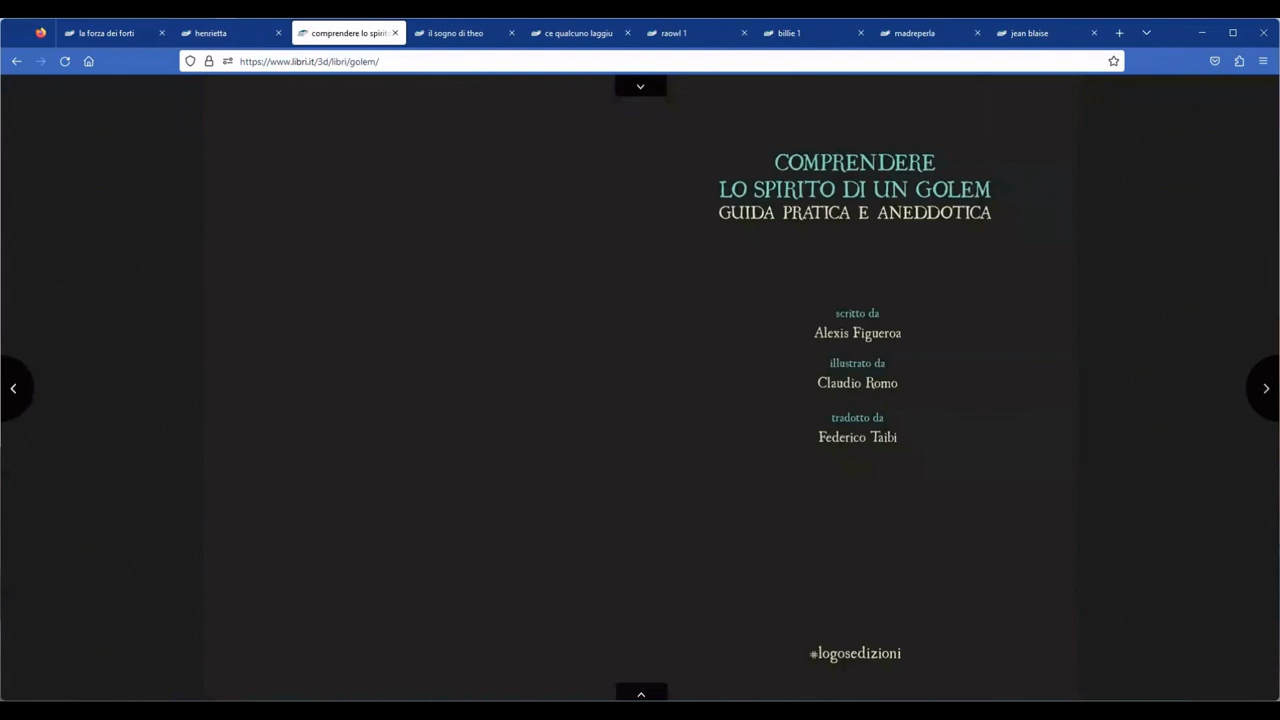 la forza dei forti
henrietta
comprendere lo spirit
il sogno di theo
ce qualcuno laggiu
raowl 1
billie 1
madreperla
jean blaise
https://www.libri.it/3d/libri/golem/
COMPRENDERE
LO SPIRITO DI UN GOLEM
GUIDA PRATICA E ANEDDOTICA
scritto da
Alexis Figueroa
illustrato da
Claudio Romo
tradotto da
Federico Taibi
#logosedizioni